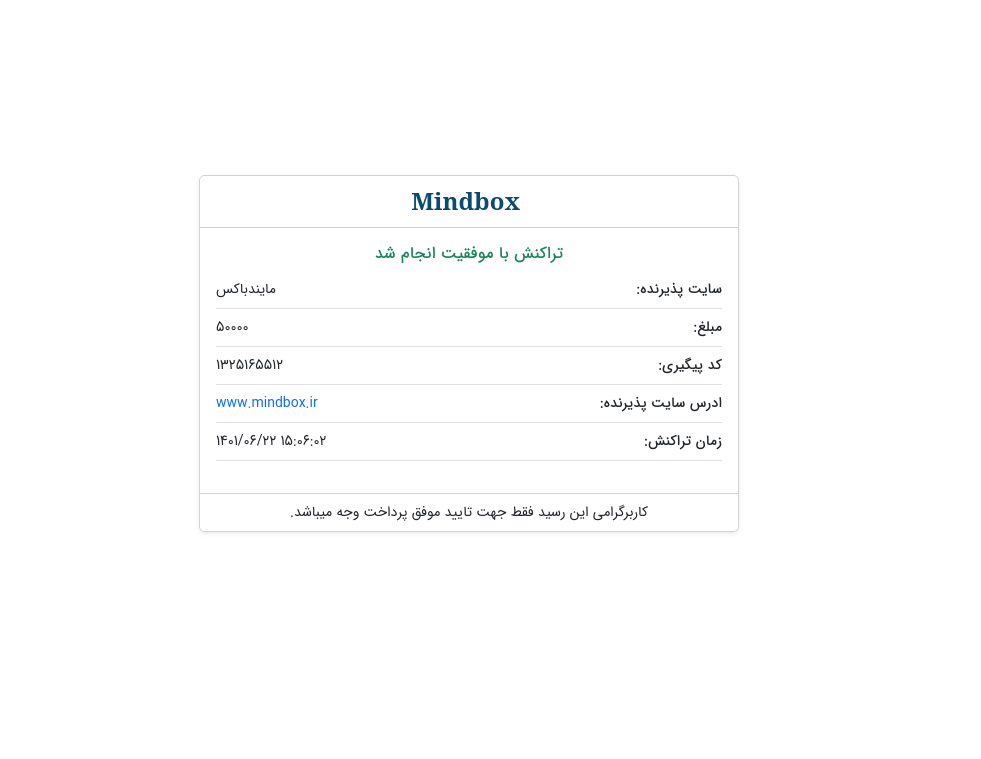 Mindbox
تراکنش با موفقیت انجام شد
سایت پذیرنده: مایندباکس
مبلغ: ۵۰۰۰۰
کد پیگیری: ۱۳۲۵۱۶۵۵۱۲
ادرس سایت پذیرنده: www.mindbox.ir
زمان تراکنش: ۱۴۰۱/۰۶/۲۲ ۱۵:۰۶:۰۲
کاربرگرامی این رسید فقط جهت تایید موفق پرداخت وجه میباشد.